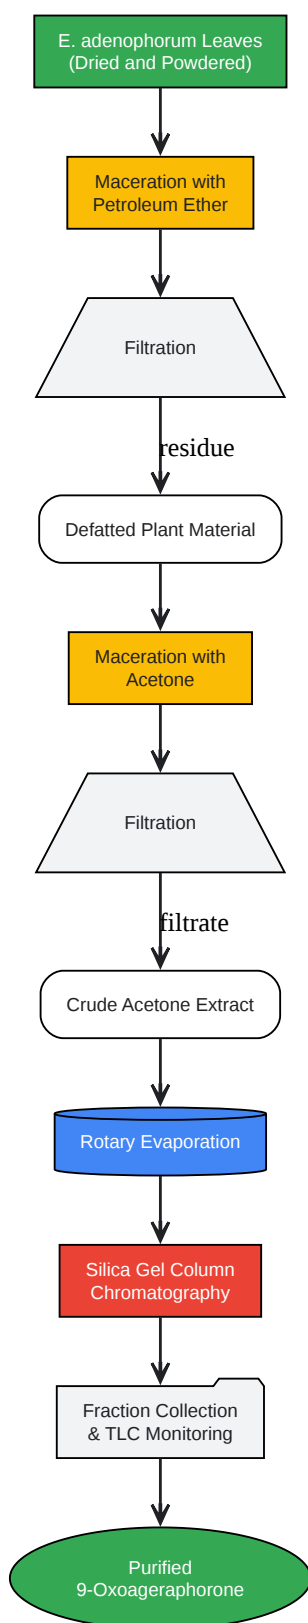 E. adenophorum Leaves
(Dried and Powdered)
Maceration with
Petroleum Ether
Filtration
residue
Defatted Plant Material
Maceration with
Acetone
Filtration
filtrate
Crude Acetone Extract
Rotary Evaporation
Silica Gel Column
Chromatography
Fraction Collection
& TLC Monitoring
Purified
9-Oxoageraphorone